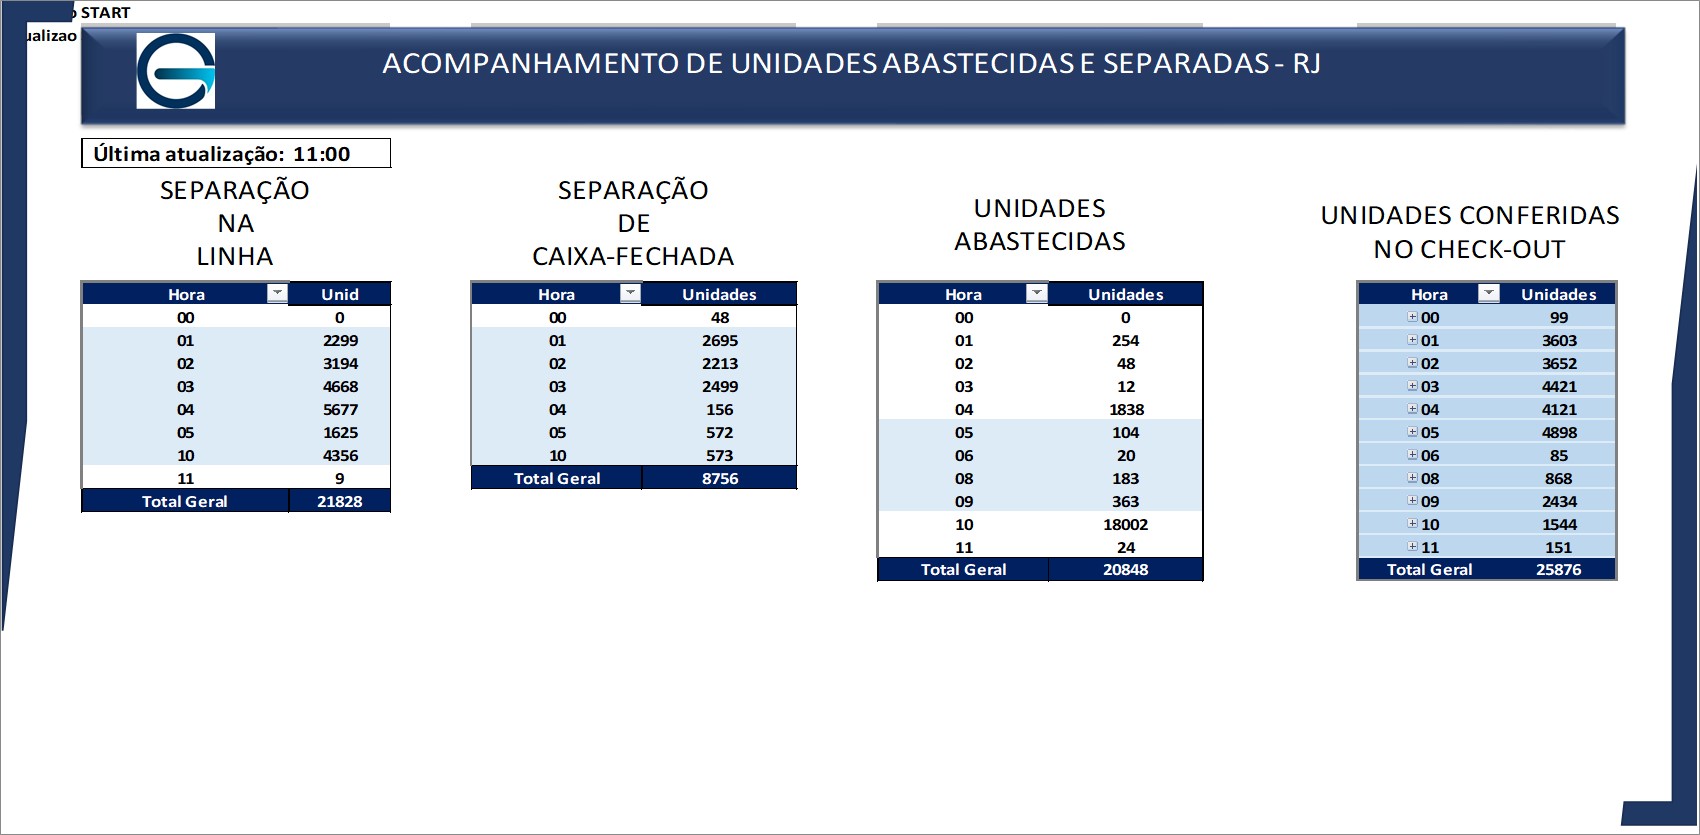 START
ualizao
ACOMPANHAMENTO DE UNIDADES ABASTECIDAS E SEPARADAS - RJ
Última atualização: 11:00
SEPARAÇÃO
NA
LINHA
Hora Unid
00 0
01 2299
02 3194
03 4668
04 5677
05 1625
10 4356
11 9
Total Geral 21828
SEPARAÇÃO
DE
CAIXA-FECHADA
Hora Unidades
00 48
01 2695
02 2213
03 2499
04 156
05 572
10 573
Total Geral 8756
UNIDADES
ABASTECIDAS
Hora Unidades
00 0
01 254
02 48
03 12
04 1838
05 104
06 20
08 183
09 363
10 18002
11 24
Total Geral 20848
UNIDADES CONFERIDAS
NO CHECK-OUT
Hora Unidades
00 99
01 3603
02 3652
03 4421
04 4121
05 4898
06 85
08 868
09 2434
10 1544
11 151
Total Geral 25876